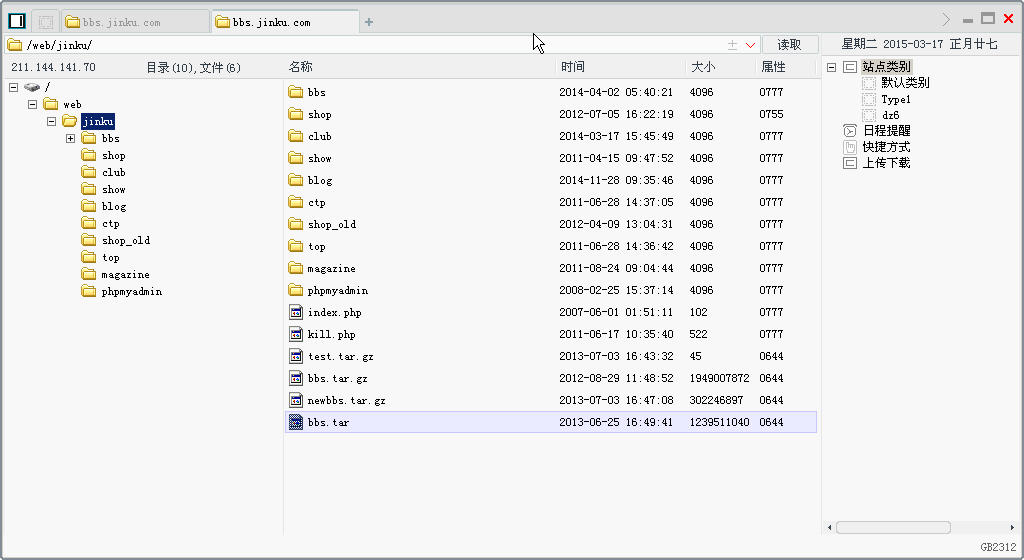 bbs.jinku.com bbs.jinku.com +
/web/jinku/ 读取 星期二 2015-03-17 正月廿七
211.144.141.70 目录(10),文件(6) 名称 时间 大小 属性
/
web
jinku
bbs
shop
club
show
blog
ctp
shop_old
top
magazine
phpmyadmin
bbs 2014-04-02 05:40:21 4096 0777
shop 2012-07-05 16:22:19 4096 0755
club 2014-03-17 15:45:49 4096 0777
show 2011-04-15 09:47:52 4096 0777
blog 2014-11-28 09:35:46 4096 0777
ctp 2011-06-28 14:37:05 4096 0777
shop_old 2012-04-09 13:04:31 4096 0777
top 2011-06-28 14:36:42 4096 0777
magazine 2011-08-24 09:04:44 4096 0777
phpmyadmin 2008-02-25 15:37:14 4096 0777
index.php 2007-06-01 01:51:11 102 0777
kill.php 2011-06-17 10:35:40 522 0777
test.tar.gz 2013-07-03 16:43:32 45 0644
bbs.tar.gz 2012-08-29 11:48:52 1949007872 0644
newbbs.tar.gz 2013-07-03 16:47:08 302246897 0644
bbs.tar 2013-06-25 16:49:41 1239511040 0644
站点类别
默认类别
Type1
dz6
日程提醒
快捷方式
上传下载
GB2312